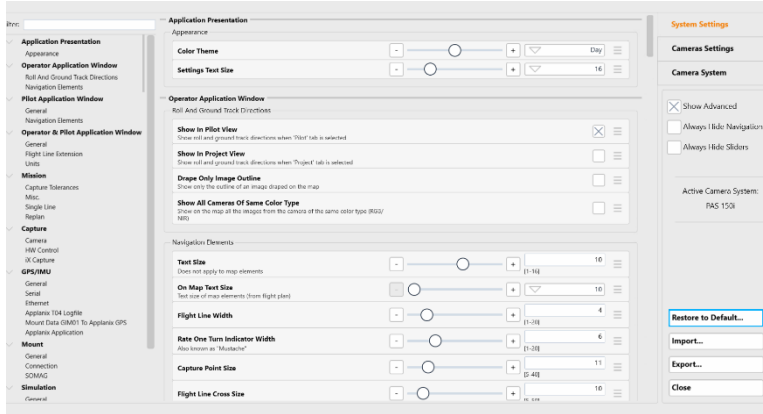 ilter:
Application Presentation
Appearance
Operator Application Window
Roll And Ground Track Directions
Navigation Elements
Pilot Application Window
General
Navigation Elements
Operator & Pilot Application Window
General
Flight Line Extension
Units
Mission
Capture Tolerances
Misc.
Single Line
Replan
Capture
Camera
HW Control
iX Capture
GPS/IMU
General
Serial
Ethernet
Applanix T04 Logfile
Mount Data GIM01 To Applanix GPS
Applanix Application
Mount
General
Connection
SOMAG
Simulation
General
Application Presentation
Appearance
Color Theme - + Day
Settings Text Size - + 16
Operator Application Window
Roll And Ground Track Directions
Show In Pilot View
Show roll and ground track directions when 'Pilot' tab is selected
Show In Project View
Show roll and ground track directions when 'Project' tab is selected
Drape Only Image Outline
Show only the outline of an image draped on the map
Show All Cameras Of Same Color Type
Show on the map all the images from the camera of the same color type (RGB/
NIR)
Navigation Elements
Text Size - + 10
Does not apply to map elements [1-16]
On Map Text Size - + 10
Text size of map elements (from flight plan)
Flight Line Width - + 4
[1-20]
Rate One Turn Indicator Width - + 6
Also known as "Mustache" [1-20]
Capture Point Size - + 11
[5-40]
Flight Line Cross Size - + 10
System Settings
Cameras Settings
Camera System
Show Advanced
Always Hide Navigation
Always Hide Sliders
Active Camera System:
PAS 150i
Restore to Default...
Import...
Export...
Close